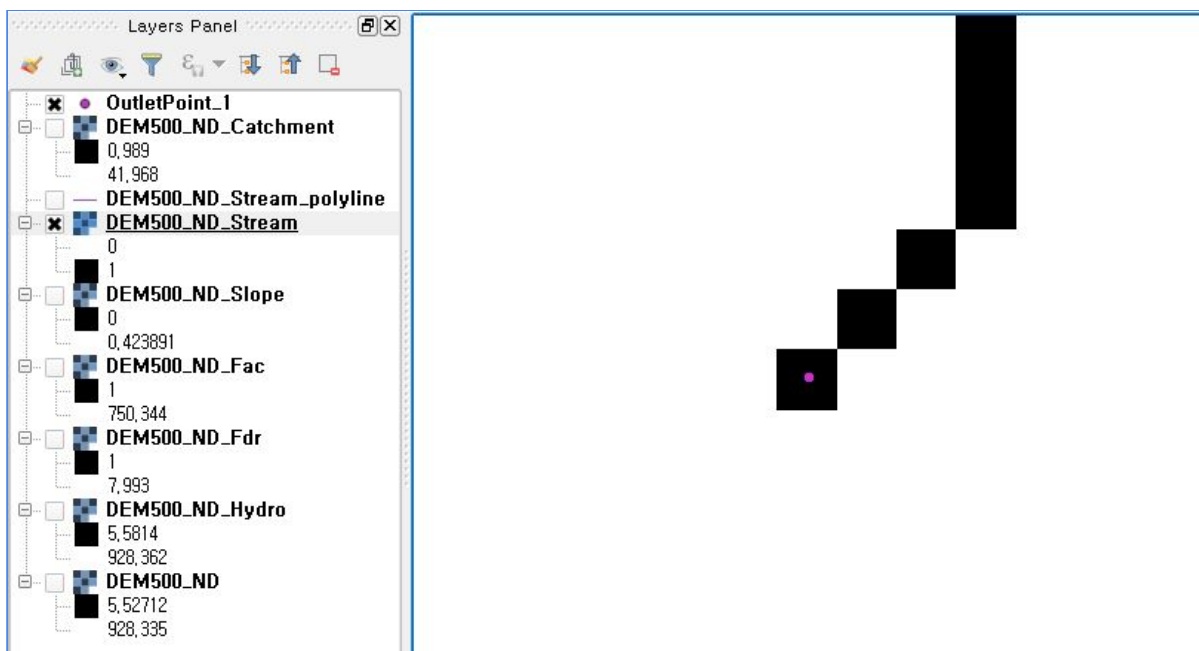 Layers Panel
OutletPoint_1
DEM500_ND_Catchment
0,989
41,968
DEM500_ND_Stream_polyline
DEM500_ND_Stream
0
1
DEM500_ND_Slope
0
0,423891
DEM500_ND_Fac
1
750,344
DEM500_ND_Fdr
1
7,993
DEM500_ND_Hydro
5,5814
928,362
DEM500_ND
5,52712
928,335